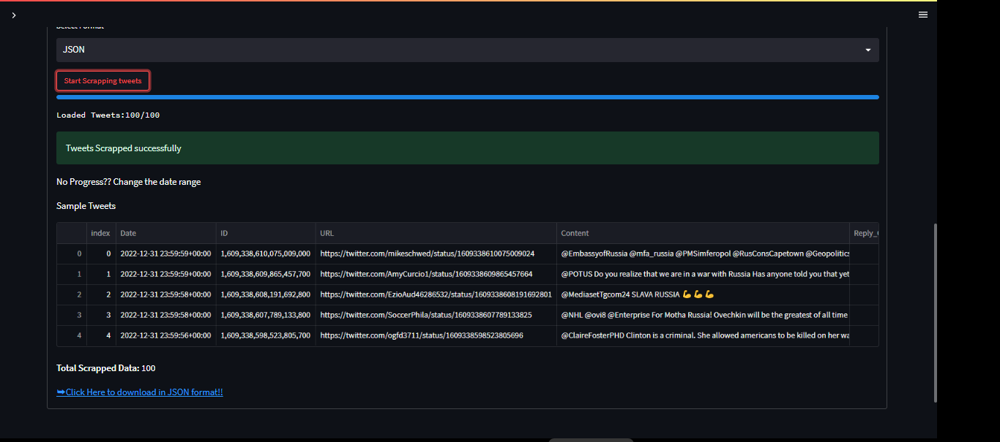 Select Format
JSON
Start Scrapping tweets
Loaded Tweets:100/100
Tweets Scrapped successfully
No Progress?? Change the date range
Sample Tweets
index Date ID URL Content Reply_
0 0 2022-12-31 23:59:59+00:00 1,609,338,610,075,009,000 https://twitter.com/mikeschwed/status/1609338610075009024 @EmbassyofRussia @mfa_russia @PMSimferopol @RusConsCapetown @Geopolitics
1 1 2022-12-31 23:59:59+00:00 1,609,338,609,865,457,700 https://twitter.com/AmyCurcio1/status/1609338609865457664 @POTUS Do you realize that we are in a war with Russia Has anyone told you that yet
2 2 2022-12-31 23:59:58+00:00 1,609,338,608,191,692,800 https://twitter.com/EzioAud46286532/status/1609338608191692801 @MediasetTgcom24 SLAVA RUSSIA 💪💪💪
3 3 2022-12-31 23:59:58+00:00 1,609,338,607,789,133,800 https://twitter.com/SoccerPhila/status/1609338607789133825 @NHL @ovi8 @Enterprise For Motha Russia! Ovechkin will be the greatest of all time
4 4 2022-12-31 23:59:56+00:00 1,609,338,598,523,805,700 https://twitter.com/ogfd3711/status/1609338598523805696 @ClaireFosterPHD Clinton is a criminal. She allowed americans to be killed on her wa
Total Scrapped Data: 100
➥Click Here to download in JSON format!!